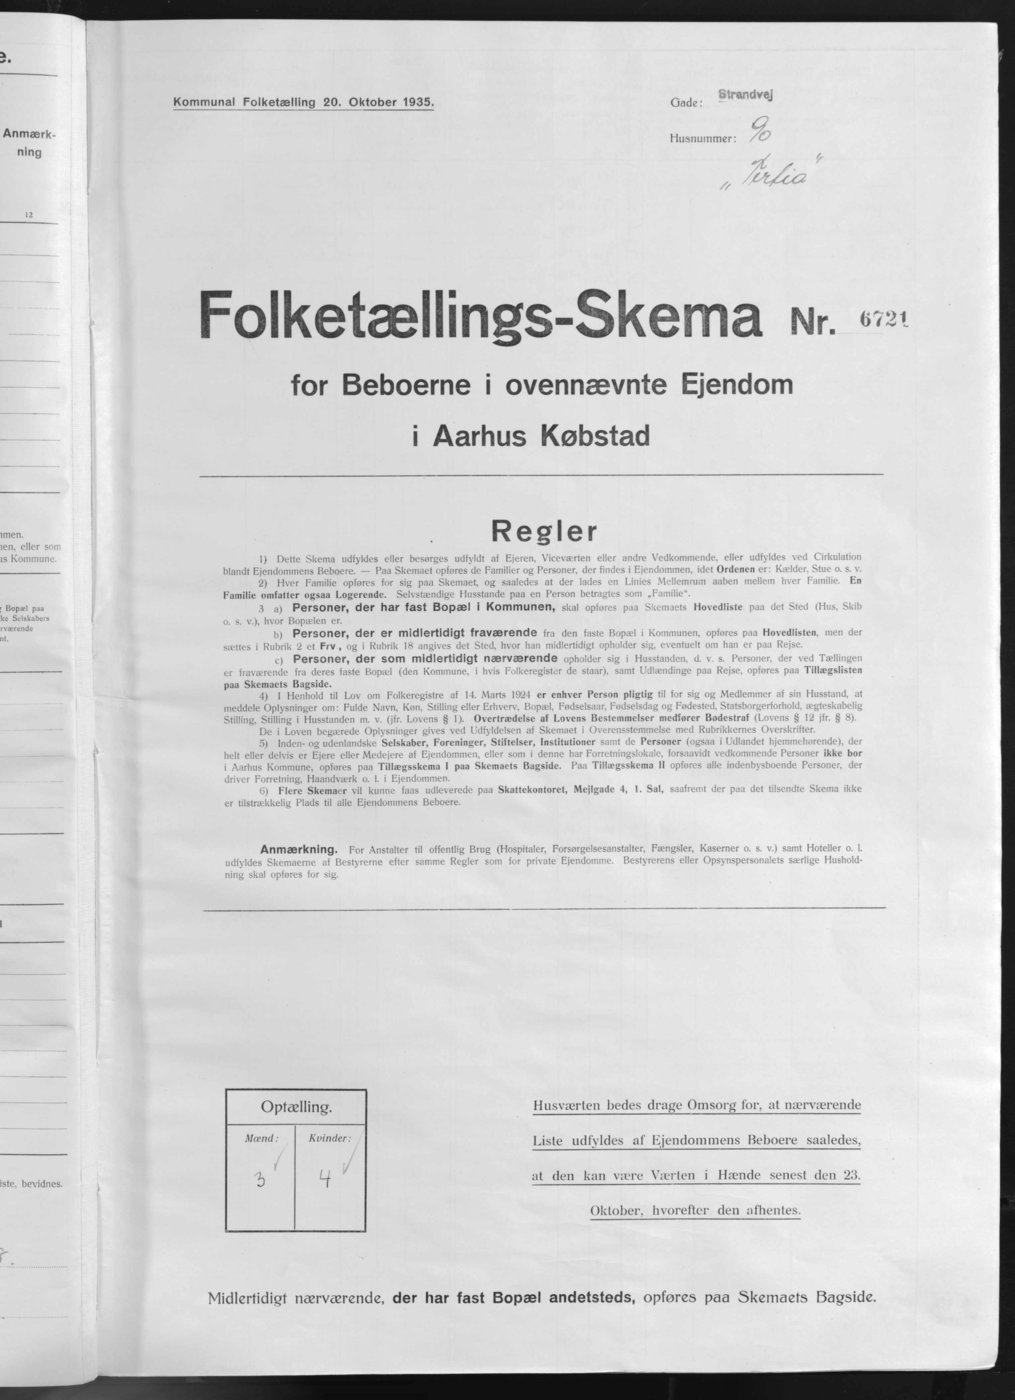 e.
Anmærk-
ning
12
mmen.
nen, eller som
us Kommune.
g Bopæl paa
ke Selskabers
rværende
nt.
iste, bevidnes.
Kommunal Folketælling 20. Oktober 1935.
Gade: Strandvej
Husnummer: 90
„Tertia"
Folketællings-Skema Nr. 6721
for Beboerne i ovennævnte Ejendom
i Aarhus Købstad
Regler
1) Dette Skema udfyldes eller besørges udfyldt af Ejeren, Viceværten eller andre Vedkommende, eller udfyldes ved Cirkulation
blandt Ejendommens Beboere. — Paa Skemaet opføres de Familier og Personer, der findes i Ejendommen, idet Ordenen er: Kælder, Stue o. s. v.
2) Hver Familie opføres for sig paa Skemaet, og saaledes at der lades en Linies Mellemrum aaben mellem hver Familie. En
Familie omfatter ogsaa Logerende. Selvstændige Husstande paa en Person betragtes som „Familie".
3 a) Personer, der har fast Bopæl i Kommunen, skal opføres paa Skemaets Hovedliste paa det Sted (Hus, Skib
o. s. v.), hvor Bopælen er.
b) Personer, der er midlertidigt fraværende fra den faste Bopæl i Kommunen, opføres paa Hovedlisten, men der
sættes i Rubrik 2 et Frv., og i Rubrik 18 angives det Sted, hvor han midlertidigt opholder sig, eventuelt om han er paa Rejse.
c) Personer, der som midlertidigt nærværende opholder sig i Husstanden, d. v. s. Personer, der ved Tællingen
er fraværende fra deres faste Bopæl (den Kommune, i hvis Folkeregister de staar), samt Udlændinge paa Rejse, opføres paa Tillægslisten
paa Skemaets Bagside.
4) I Henhold til Lov om Folkeregistre af 14. Marts 1924 er enhver Person pligtig til for sig og Medlemmer af sin Husstand, at
meddele Oplysninger om: Fulde Navn, Køn, Stilling eller Erhverv, Bopæl, Fødselsaar, Fødselsdag og Fødested, Statsborgerforhold, ægteskabelig
Stilling, Stilling i Husstanden m. v. (jfr. Lovens § 1). Overtrædelse af Lovens Bestemmelser medfører Bødestraf (Lovens § 12 jfr. § 8).
De i Loven begærede Oplysninger gives ved Udfyldelsen af Skemaet i Overensstemmelse med Rubrikkernes Overskrifter.
5) Inden- og udenlandske Selskaber, Foreninger, Stiftelser, Institutioner samt de Personer (ogsaa i Udlandet hjemmehørende), der
helt eller delvis er Ejere eller Medejere af Ejendommen, eller som i denne har Forretningslokale, forsaavidt vedkommende Personer ikke bor
i Aarhus Kommune, opføres paa Tillægsskema I paa Skemaets Bagside. Paa Tillægsskema II opføres alle indenbysboende Personer, der
driver Forretning, Haandværk o. l. i Ejendommen.
6) Flere Skemaer vil kunne faas udleverede paa Skattekontoret, Mejlgade 4, 1. Sal, saafremt der paa det tilsendte Skema ikke
er tilstrækkelig Plads til alle Ejendommens Beboere.
Anmærkning. For Anstalter til offentlig Brug (Hospitaler, Forsørgelsesanstalter, Fængsler, Kaserner o. s. v.) samt Hoteller o. l.
udfyldes Skemaerne af Bestyrerne efter samme Regler som for private Ejendomme. Bestyrerens eller Opsynspersonalets særlige Hushold-
ning skal opføres for sig.
Optælling.
Mænd: Kvinder:
3 4
Husværten bedes drage Omsorg for, at nærværende
Liste udfyldes af Ejendommens Beboere saaledes,
at den kan være Værten i Hænde senest den 23.
Oktober, hvorefter den afhentes.
Midlertidigt nærværende, der har fast Bopæl andetsteds, opføres paa Skemaets Bagside.